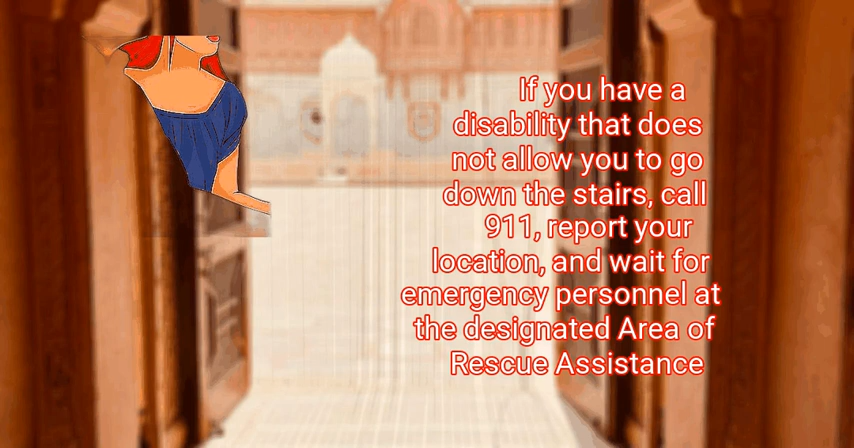 If you have a
disability that does
not allow you to go
down the stairs, call
911, report your
location, and wait for
emergency personnel at
the designated Area of
Rescue Assistance